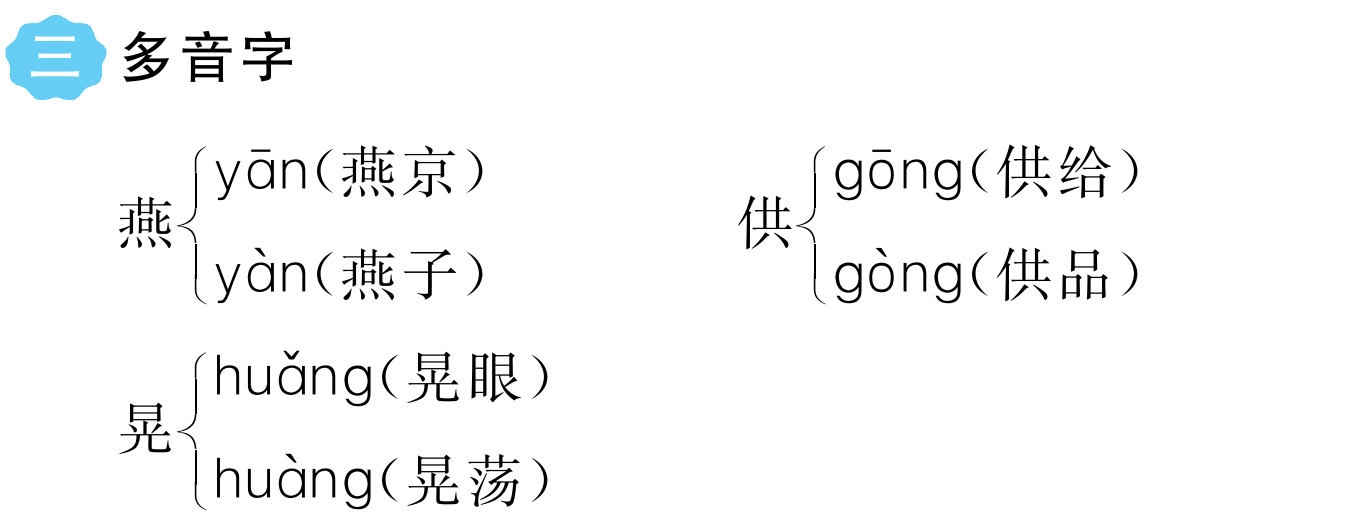 三 多音字
燕 yān(燕京)
yàn(燕子)
供 gōng(供给)
gòng(供品)
晃 huǎng(晃眼)
huàng(晃荡)